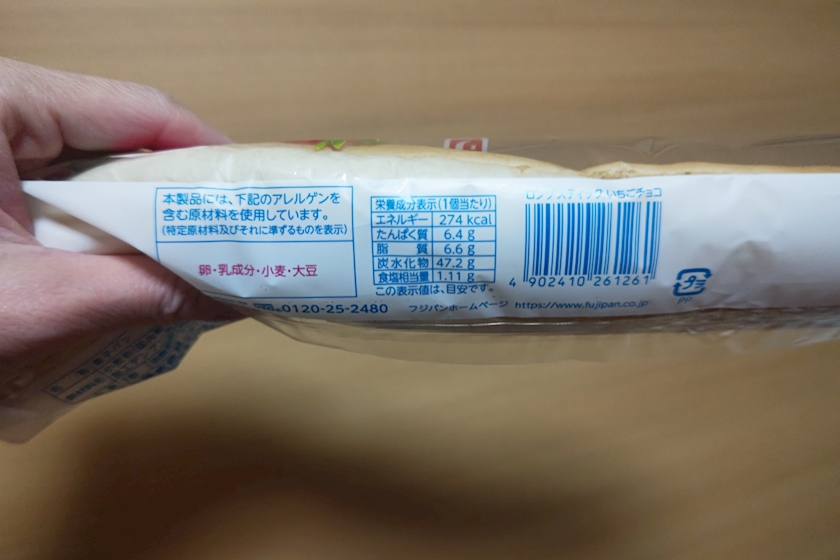 本製品には、下記のアレルゲンを
含む原材料を使用しています。
(特定原材料及びそれに準ずるものを表示)
卵・乳成分・小麦・大豆
栄養成分表示(1個当たり)
エネルギー 274 kcal
たんぱく質 6.4 g
脂質 6.6 g
炭水化物 47.2 g
食塩相当量 1.11 g
この表示値は、目安です。
ロングスティック いちごチョコ
4 902410 261261
プラ
PP
0120-25-2480 フジパンホームページ https://www.fujipan.co.jp